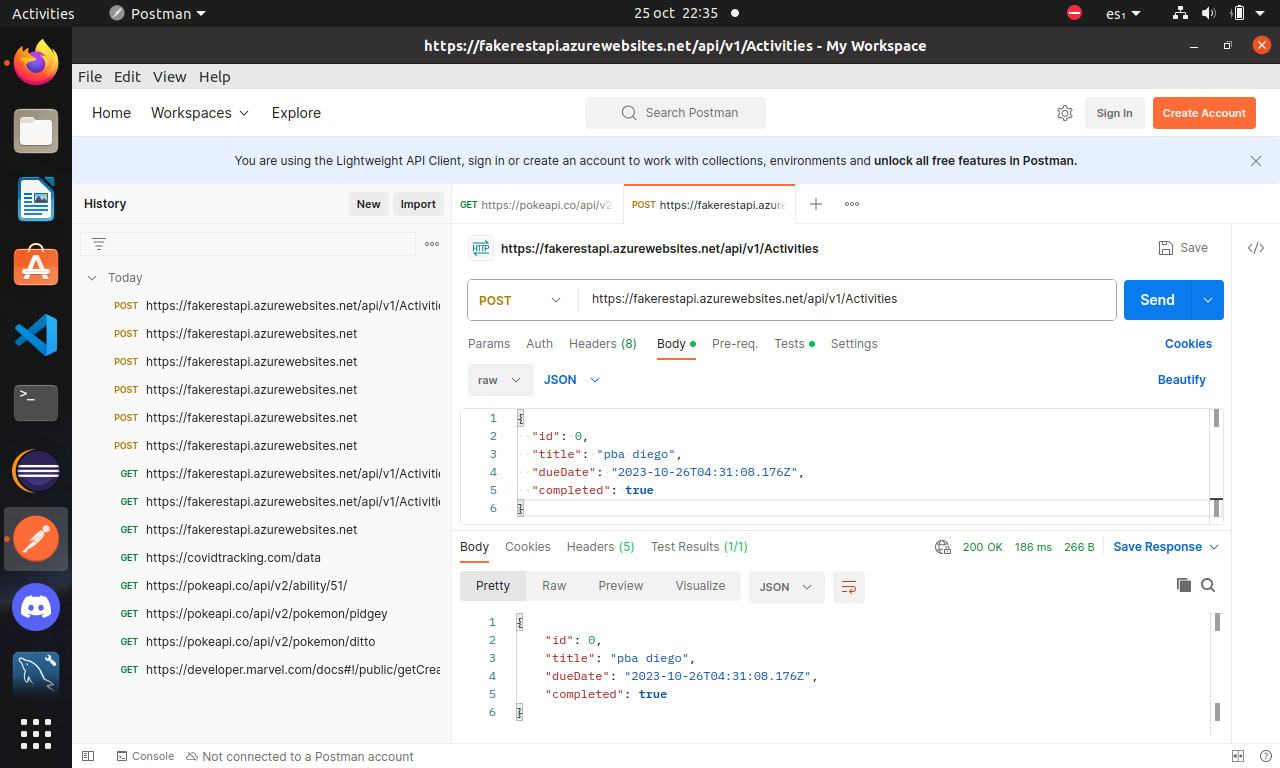 Activities Postman 25 oct 22:35 es₁
https://fakerestapi.azurewebsites.net/api/v1/Activities - My Workspace
File Edit View Help
Home Workspaces Explore Search Postman Sign In Create Account
You are using the Lightweight API Client, sign in or create an account to work with collections, environments and unlock all free features in Postman.
History New Import
Today
POST https://fakerestapi.azurewebsites.net/api/v1/Activitie
POST https://fakerestapi.azurewebsites.net
POST https://fakerestapi.azurewebsites.net
POST https://fakerestapi.azurewebsites.net
POST https://fakerestapi.azurewebsites.net
POST https://fakerestapi.azurewebsites.net
GET https://fakerestapi.azurewebsites.net/api/v1/Activitie
GET https://fakerestapi.azurewebsites.net/api/v1/Activitie
GET https://fakerestapi.azurewebsites.net
GET https://covidtracking.com/data
GET https://pokeapi.co/api/v2/ability/51/
GET https://pokeapi.co/api/v2/pokemon/pidgey
GET https://pokeapi.co/api/v2/pokemon/ditto
GET https://developer.marvel.com/docs#!/public/getCrea
GET https://pokeapi.co/api/v2 POST https://fakerestapi.azure
HTTP https://fakerestapi.azurewebsites.net/api/v1/Activities Save
POST https://fakerestapi.azurewebsites.net/api/v1/Activities Send
Params Auth Headers (8) Body Pre-req. Tests Settings Cookies
raw JSON Beautify
1 {
2 "id": 0,
3 "title": "pba diego",
4 "dueDate": "2023-10-26T04:31:08.176Z",
5 "completed": true
6 }
Body Cookies Headers (5) Test Results (1/1) 200 OK 186 ms 266 B Save Response
Pretty Raw Preview Visualize JSON
1 {
2 "id": 0,
3 "title": "pba diego",
4 "dueDate": "2023-10-26T04:31:08.176Z",
5 "completed": true
6 }
Console Not connected to a Postman account